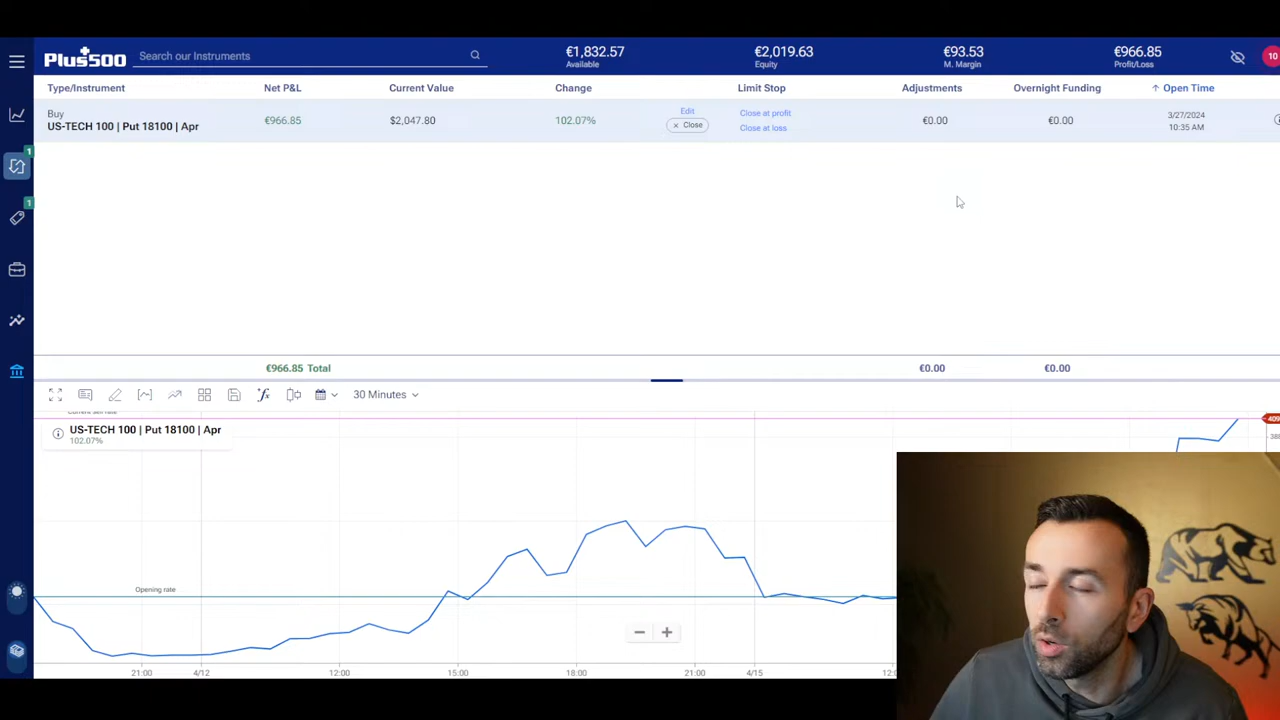 Plus500
Search our Instruments
€1,832.57
Available
€2,019.63
Equity
€93.53
M. Margin
€966.85
Profit/Loss
10
Type/Instrument
Net P&L
Current Value
Change
Limit Stop
Adjustments
Overnight Funding
Open Time
Buy
US-TECH 100 | Put 18100 | Apr
€966.85
$2,047.80
102.07%
Edit
Close
Close at profit
Close at loss
€0.00
€0.00
3/27/2024
10:35 AM
1
1
€966.85 Total
€0.00
€0.00
30 Minutes
US-TECH 100 | Put 18100 | Apr
102.07%
Opening rate
21:00
4/12
12:00
15:00
18:00
21:00
4/15